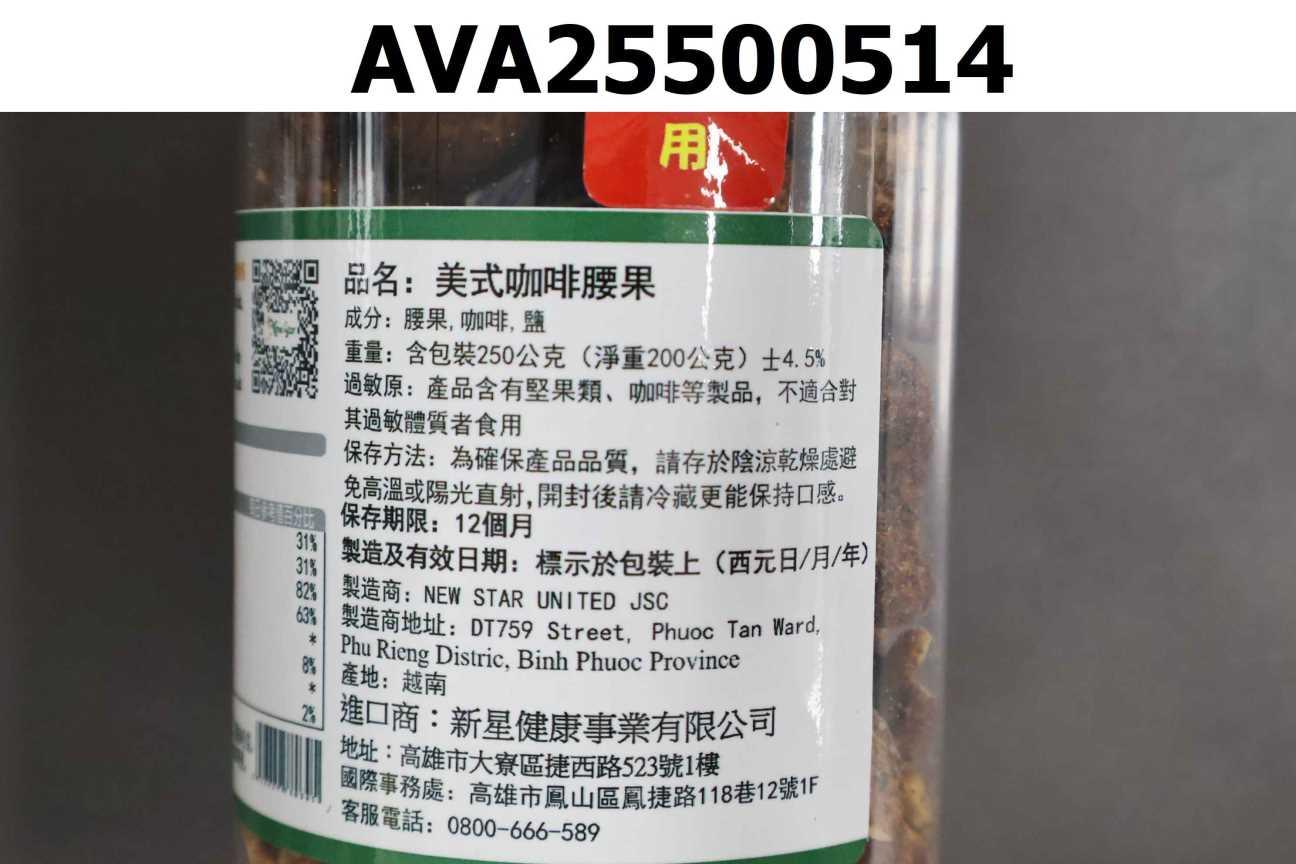 AVA25500514
用
品名：美式咖啡腰果
成分：腰果, 咖啡, 鹽
重量：含包裝250公克（淨重200公克）士4.5%
過敏原：產品含有堅果類、咖啡等製品，不適合對
其過敏體質者食用
保存方法：為確保產品品質，請存於陰涼乾燥處避
免高溫或陽光直射,開封後請冷藏更能保持口感。
保存期限：12個月
製造及有效日期：標示於包裝上（西元日/月/年）
製造商：NEW STAR UNITED JSC
製造商地址：DT759 Street, Phuoc Tan Ward,
Phu Rieng Distric, Binh Phuoc Province
產地：越南
進口商：新星健康事業有限公司
地址：高雄市大寮區捷西路523號1樓
國際事務處：高雄市鳳山區鳳捷路118巷12號1F
客服電話：0800-666-589
百分比
31%
31%
82%
63%
*
8%
*
2%